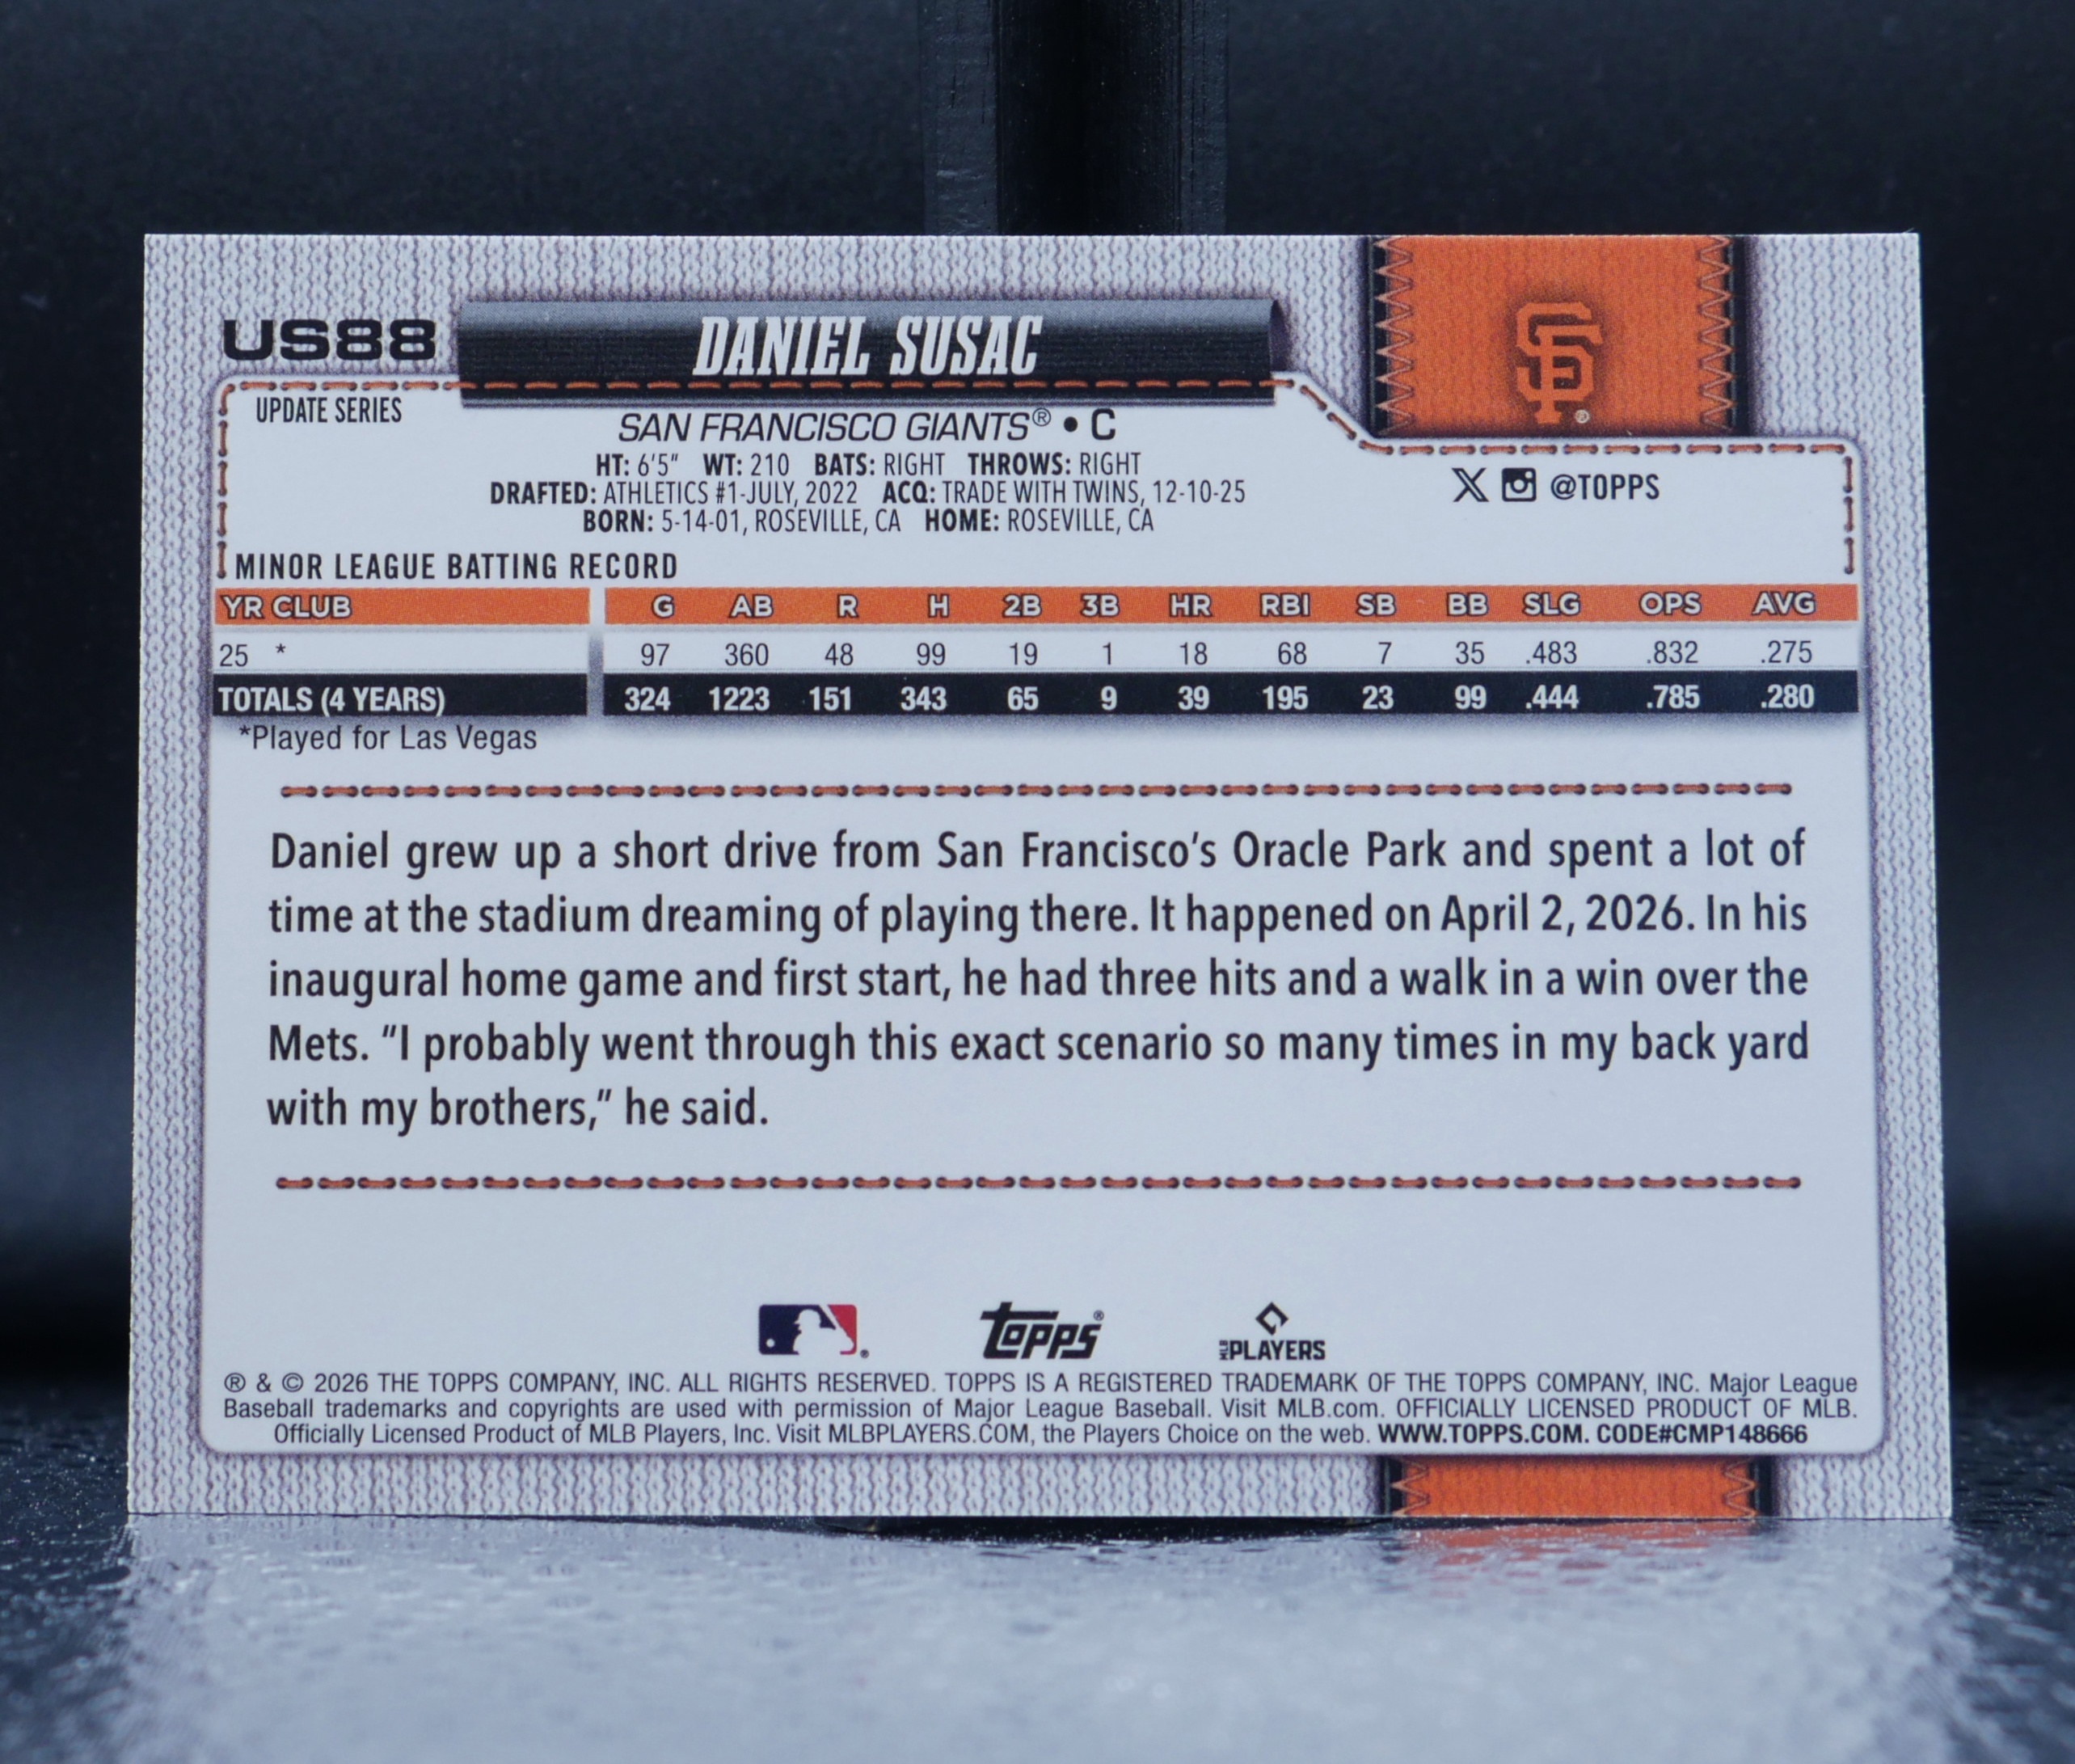 US88
DANIEL SUSAC
UPDATE SERIES
SAN FRANCISCO GIANTS® • C
SF®
HT: 6'5" WT: 210 BATS: RIGHT THROWS: RIGHT
DRAFTED: ATHLETICS #1-JULY, 2022 ACQ: TRADE WITH TWINS, 12-10-25
BORN: 5-14-01, ROSEVILLE, CA HOME: ROSEVILLE, CA
X @TOPPS
MINOR LEAGUE BATTING RECORD
YR CLUB G AB R H 2B 3B HR RBI SB BB SLG OPS AVG
25 * 97 360 48 99 19 1 18 68 7 35 .483 .832 .275
TOTALS (4 YEARS) 324 1223 151 343 65 9 39 195 23 99 .444 .785 .280
*Played for Las Vegas
Daniel grew up a short drive from San Francisco's Oracle Park and spent a lot of
time at the stadium dreaming of playing there. It happened on April 2, 2026. In his
inaugural home game and first start, he had three hits and a walk in a win over the
Mets. "I probably went through this exact scenario so many times in my back yard
with my brothers," he said.
® Topps® MLB PLAYERS
® & © 2026 THE TOPPS COMPANY, INC. ALL RIGHTS RESERVED. TOPPS IS A REGISTERED TRADEMARK OF THE TOPPS COMPANY, INC. Major League
Baseball trademarks and copyrights are used with permission of Major League Baseball. Visit MLB.com. OFFICIALLY LICENSED PRODUCT OF MLB.
Officially Licensed Product of MLB Players, Inc. Visit MLBPLAYERS.COM, the Players Choice on the web. WWW.TOPPS.COM. CODE#CMP148666